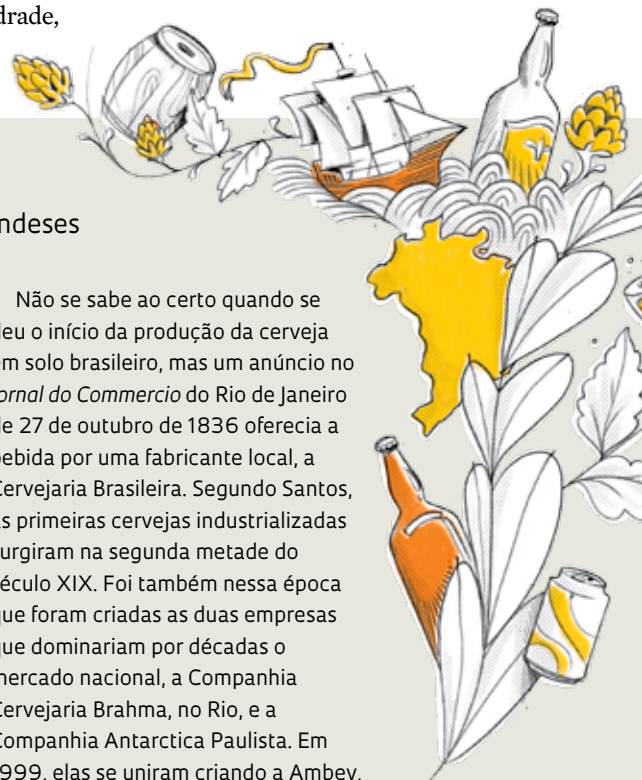 drade,
ndeses
Não se sabe ao certo quando se
deu o início da produção da cerveja
em solo brasileiro, mas um anúncio no
Jornal do Commercio do Rio de Janeiro
de 27 de outubro de 1836 oferecia a
bebida por uma fabricante local, a
Cervejaria Brasileira. Segundo Santos,
as primeiras cervejas industrializadas
surgiram na segunda metade do
século XIX. Foi também nessa época
que foram criadas as duas empresas
que dominariam por décadas o
mercado nacional, a Companhia
Cervejaria Brahma, no Rio, e a
Companhia Antarctica Paulista. Em
1999, elas se uniram criando a Ambev,